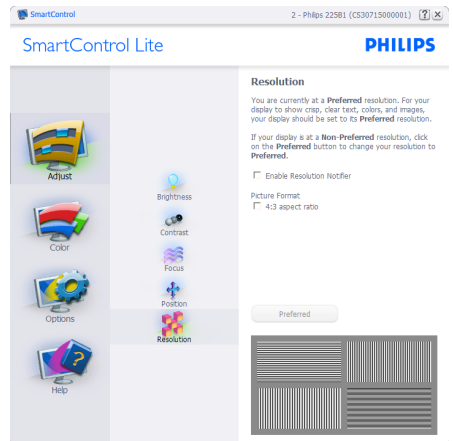 SmartControl
2 - Philips 225B1 (CS30715000001)
SmartControl Lite
PHILIPS
Adjust
Color
Options
Help
Brightness
Contrast
Focus
Position
Resolution
Resolution
You are currently at a Preferred resolution. For your
display to show crisp, clear text, colors, and images,
your display should be set to its Preferred resolution.
If your display is at a Non-Preferred resolution, click
on the Preferred button to change your resolution to
Preferred.
Enable Resolution Notifier
Picture Format
4:3 aspect ratio
Preferred